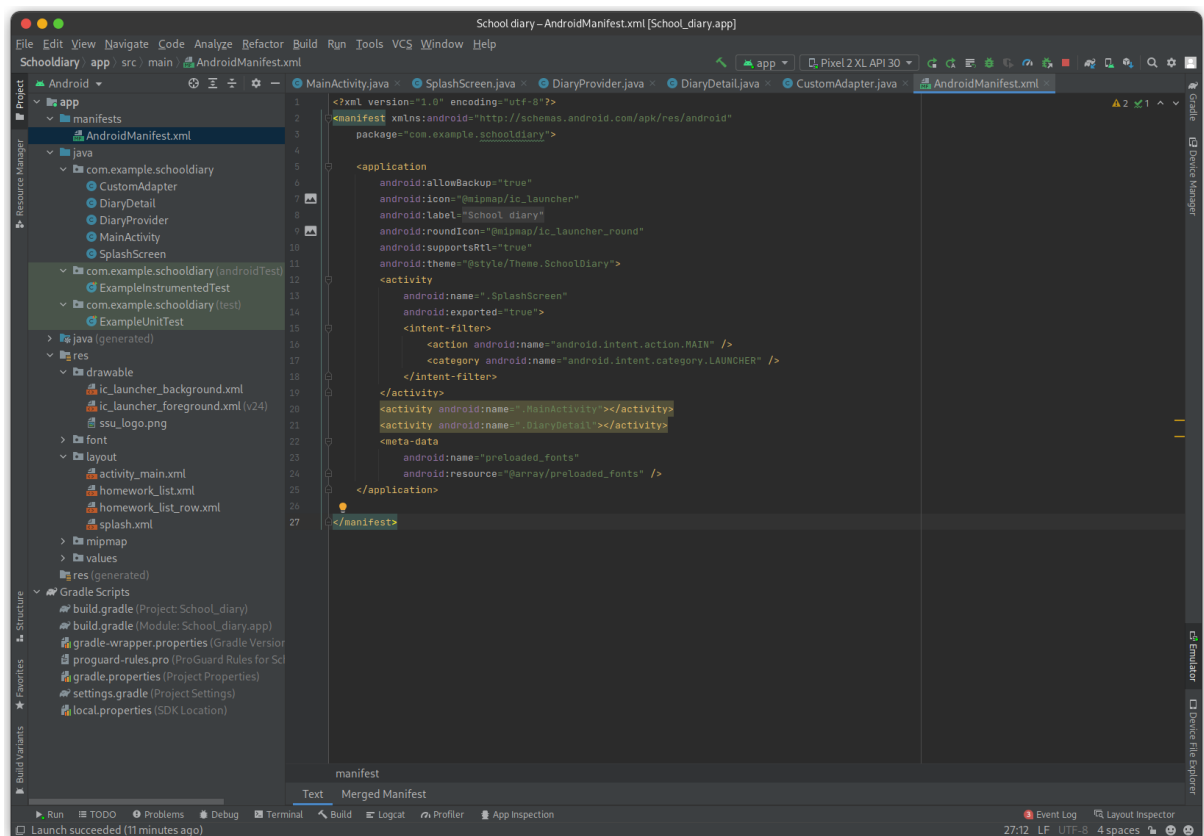 School diary – AndroidManifest.xml [School_diary.app]
File Edit View Navigate Code Analyze Refactor Build Run Tools VCS Window Help
Schooldiary app src main AndroidManifest.xml
app Pixel 2 XL API 30
Project
Resource Manager
Structure
Favorites
Build Variants
Android
app
manifests
AndroidManifest.xml
java
com.example.schooldiary
CustomAdapter
DiaryDetail
DiaryProvider
MainActivity
SplashScreen
com.example.schooldiary (androidTest)
ExampleInstrumentedTest
com.example.schooldiary (test)
ExampleUnitTest
java (generated)
res
drawable
ic_launcher_background.xml
ic_launcher_foreground.xml (v24)
ssu_logo.png
font
layout
activity_main.xml
homework_list.xml
homework_list_row.xml
splash.xml
mipmap
values
res (generated)
Gradle Scripts
build.gradle (Project: School_diary)
build.gradle (Module: School_diary.app)
gradle-wrapper.properties (Gradle Version
proguard-rules.pro (ProGuard Rules for Scl
gradle.properties (Project Properties)
settings.gradle (Project Settings)
local.properties (SDK Location)
MainActivity.java SplashScreen.java DiaryProvider.java DiaryDetail.java CustomAdapter.java AndroidManifest.xml
2 1
1 <?xml version="1.0" encoding="utf-8"?>
2 <manifest xmlns:android="http://schemas.android.com/apk/res/android"
3 package="com.example.schooldiary">
4
5 <application
6 android:allowBackup="true"
7 android:icon="@mipmap/ic_launcher"
8 android:label="School diary"
9 android:roundIcon="@mipmap/ic_launcher_round"
10 android:supportsRtl="true"
11 android:theme="@style/Theme.SchoolDiary">
12 <activity
13 android:name=".SplashScreen"
14 android:exported="true">
15 <intent-filter>
16 <action android:name="android.intent.action.MAIN" />
17 <category android:name="android.intent.category.LAUNCHER" />
18 </intent-filter>
19 </activity>
20 <activity android:name=".MainActivity"></activity>
21 <activity android:name=".DiaryDetail"></activity>
22 <meta-data
23 android:name="preloaded_fonts"
24 android:resource="@array/preloaded_fonts" />
25 </application>
26
27 </manifest>
Gradle
Device Manager
Emulator
Device File Explorer
manifest
Text Merged Manifest
Run TODO Problems Debug Terminal Build Logcat Profiler App Inspection 3 Event Log Layout Inspector
Launch succeeded (11 minutes ago) 27:12 LF UTF-8 4 spaces